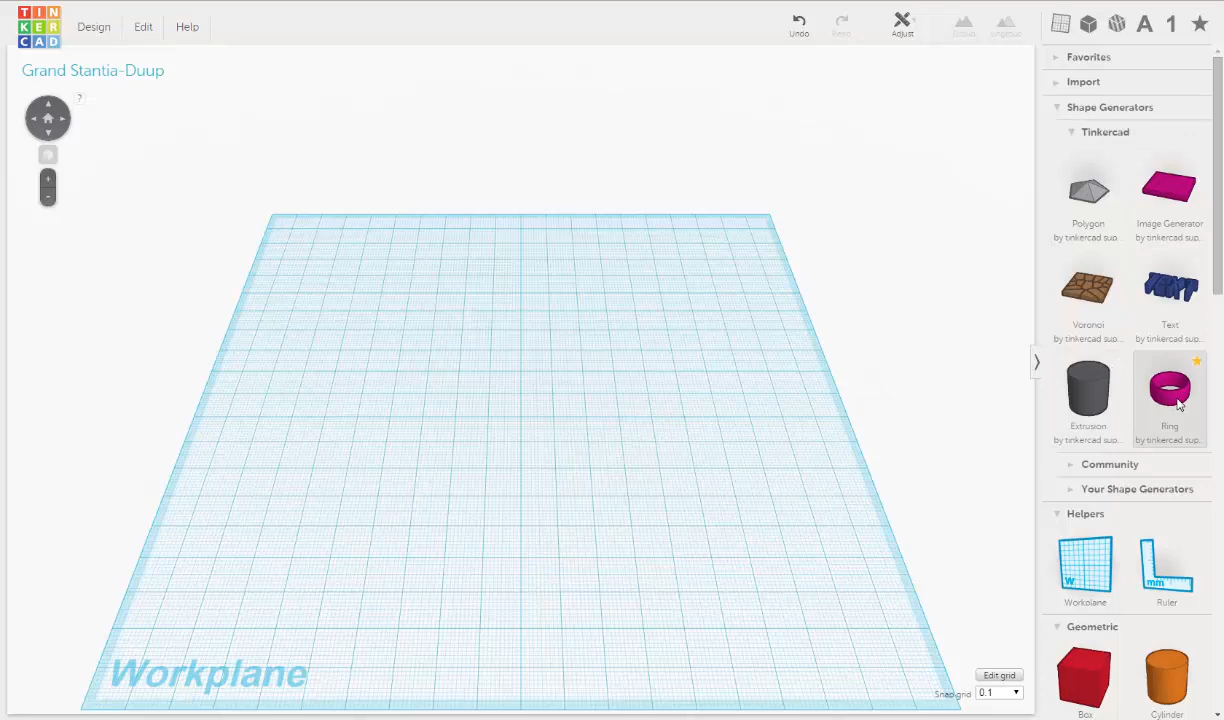 TIN
KER
CAD
Design
Edit
Help
Undo
Redo
Adjust
Group
Ungroup
A
1
Grand Stantia-Duup
?
Favorites
Import
Shape Generators
Tinkercad
Polygon
by tinkercad sup...
Image Generator
by tinkercad sup...
Voronoi
by tinkercad sup...
Text
by tinkercad sup...
Extrusion
by tinkercad sup...
Ring
by tinkercad sup...
Community
Your Shape Generators
Helpers
W
mm
Workplane
Ruler
Geometric
Box
Cylinder
Workplane
Edit grid
Snap grid
0.1